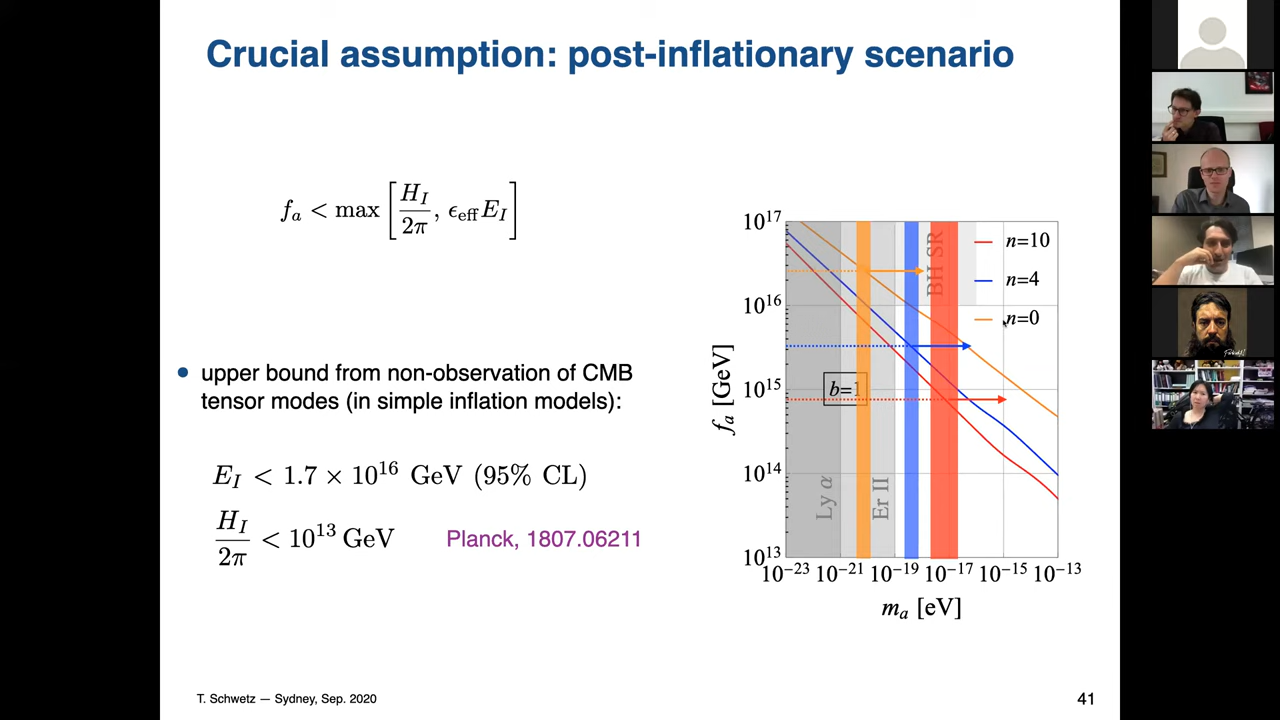 Crucial assumption: post-inflationary scenario
f_a < max [ H_I / 2π , ϵ_eff E_I ]
• upper bound from non-observation of CMB
tensor modes (in simple inflation models):
E_I < 1.7 × 10^16 GeV (95% CL)
H_I / 2π < 10^13 GeV
Planck, 1807.06211
f_a [GeV]
10^17
10^16
10^15
10^14
10^13
n=10
n=4
n=0
BH SR
b=1
Ly α
Er II
10^−23 10^−21 10^−19 10^−17 10^−15 10^−13
m_a [eV]
T. Schwetz — Sydney, Sep. 2020
41